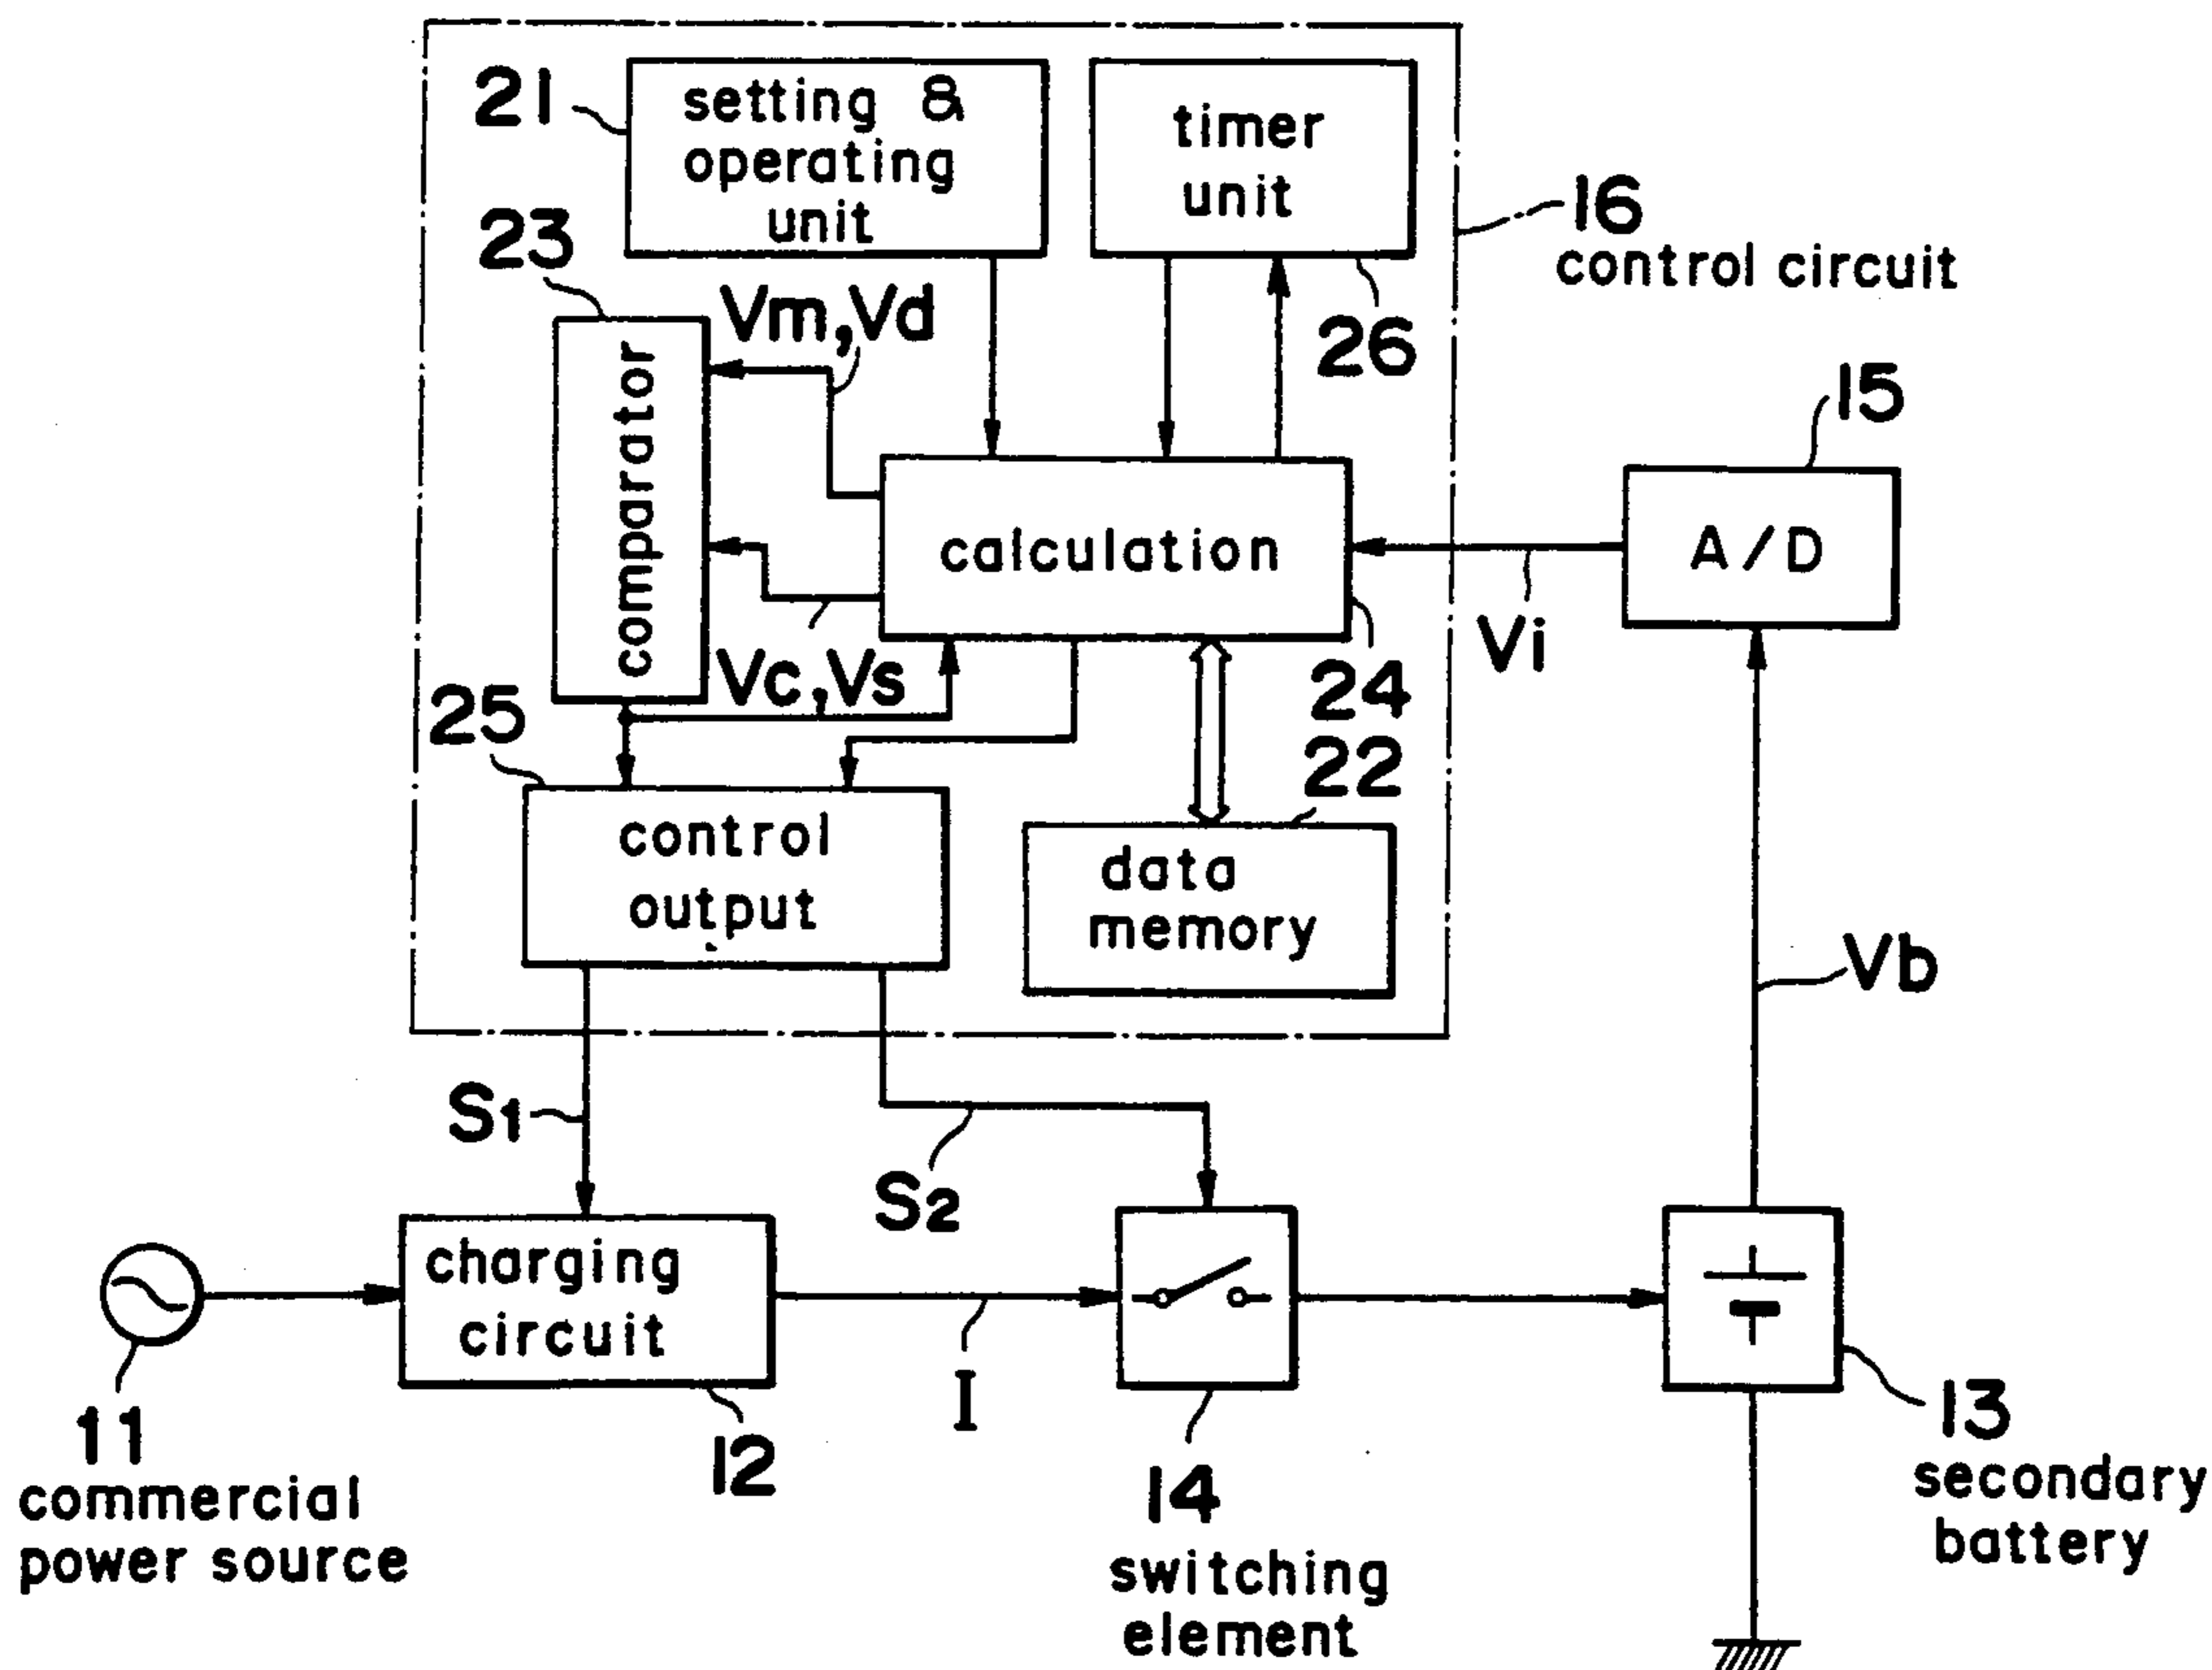 21
setting &
operating
unit
timer
unit
16
control circuit
23
Vm,Vd
26
comparator
15
calculation
A/D
Vi
Vc,Vs
24
25
22
control
output
data
memory
Vb
S1
S2
charging
circuit
I
11
commercial
power source
12
14
switching
element
13
secondary
battery